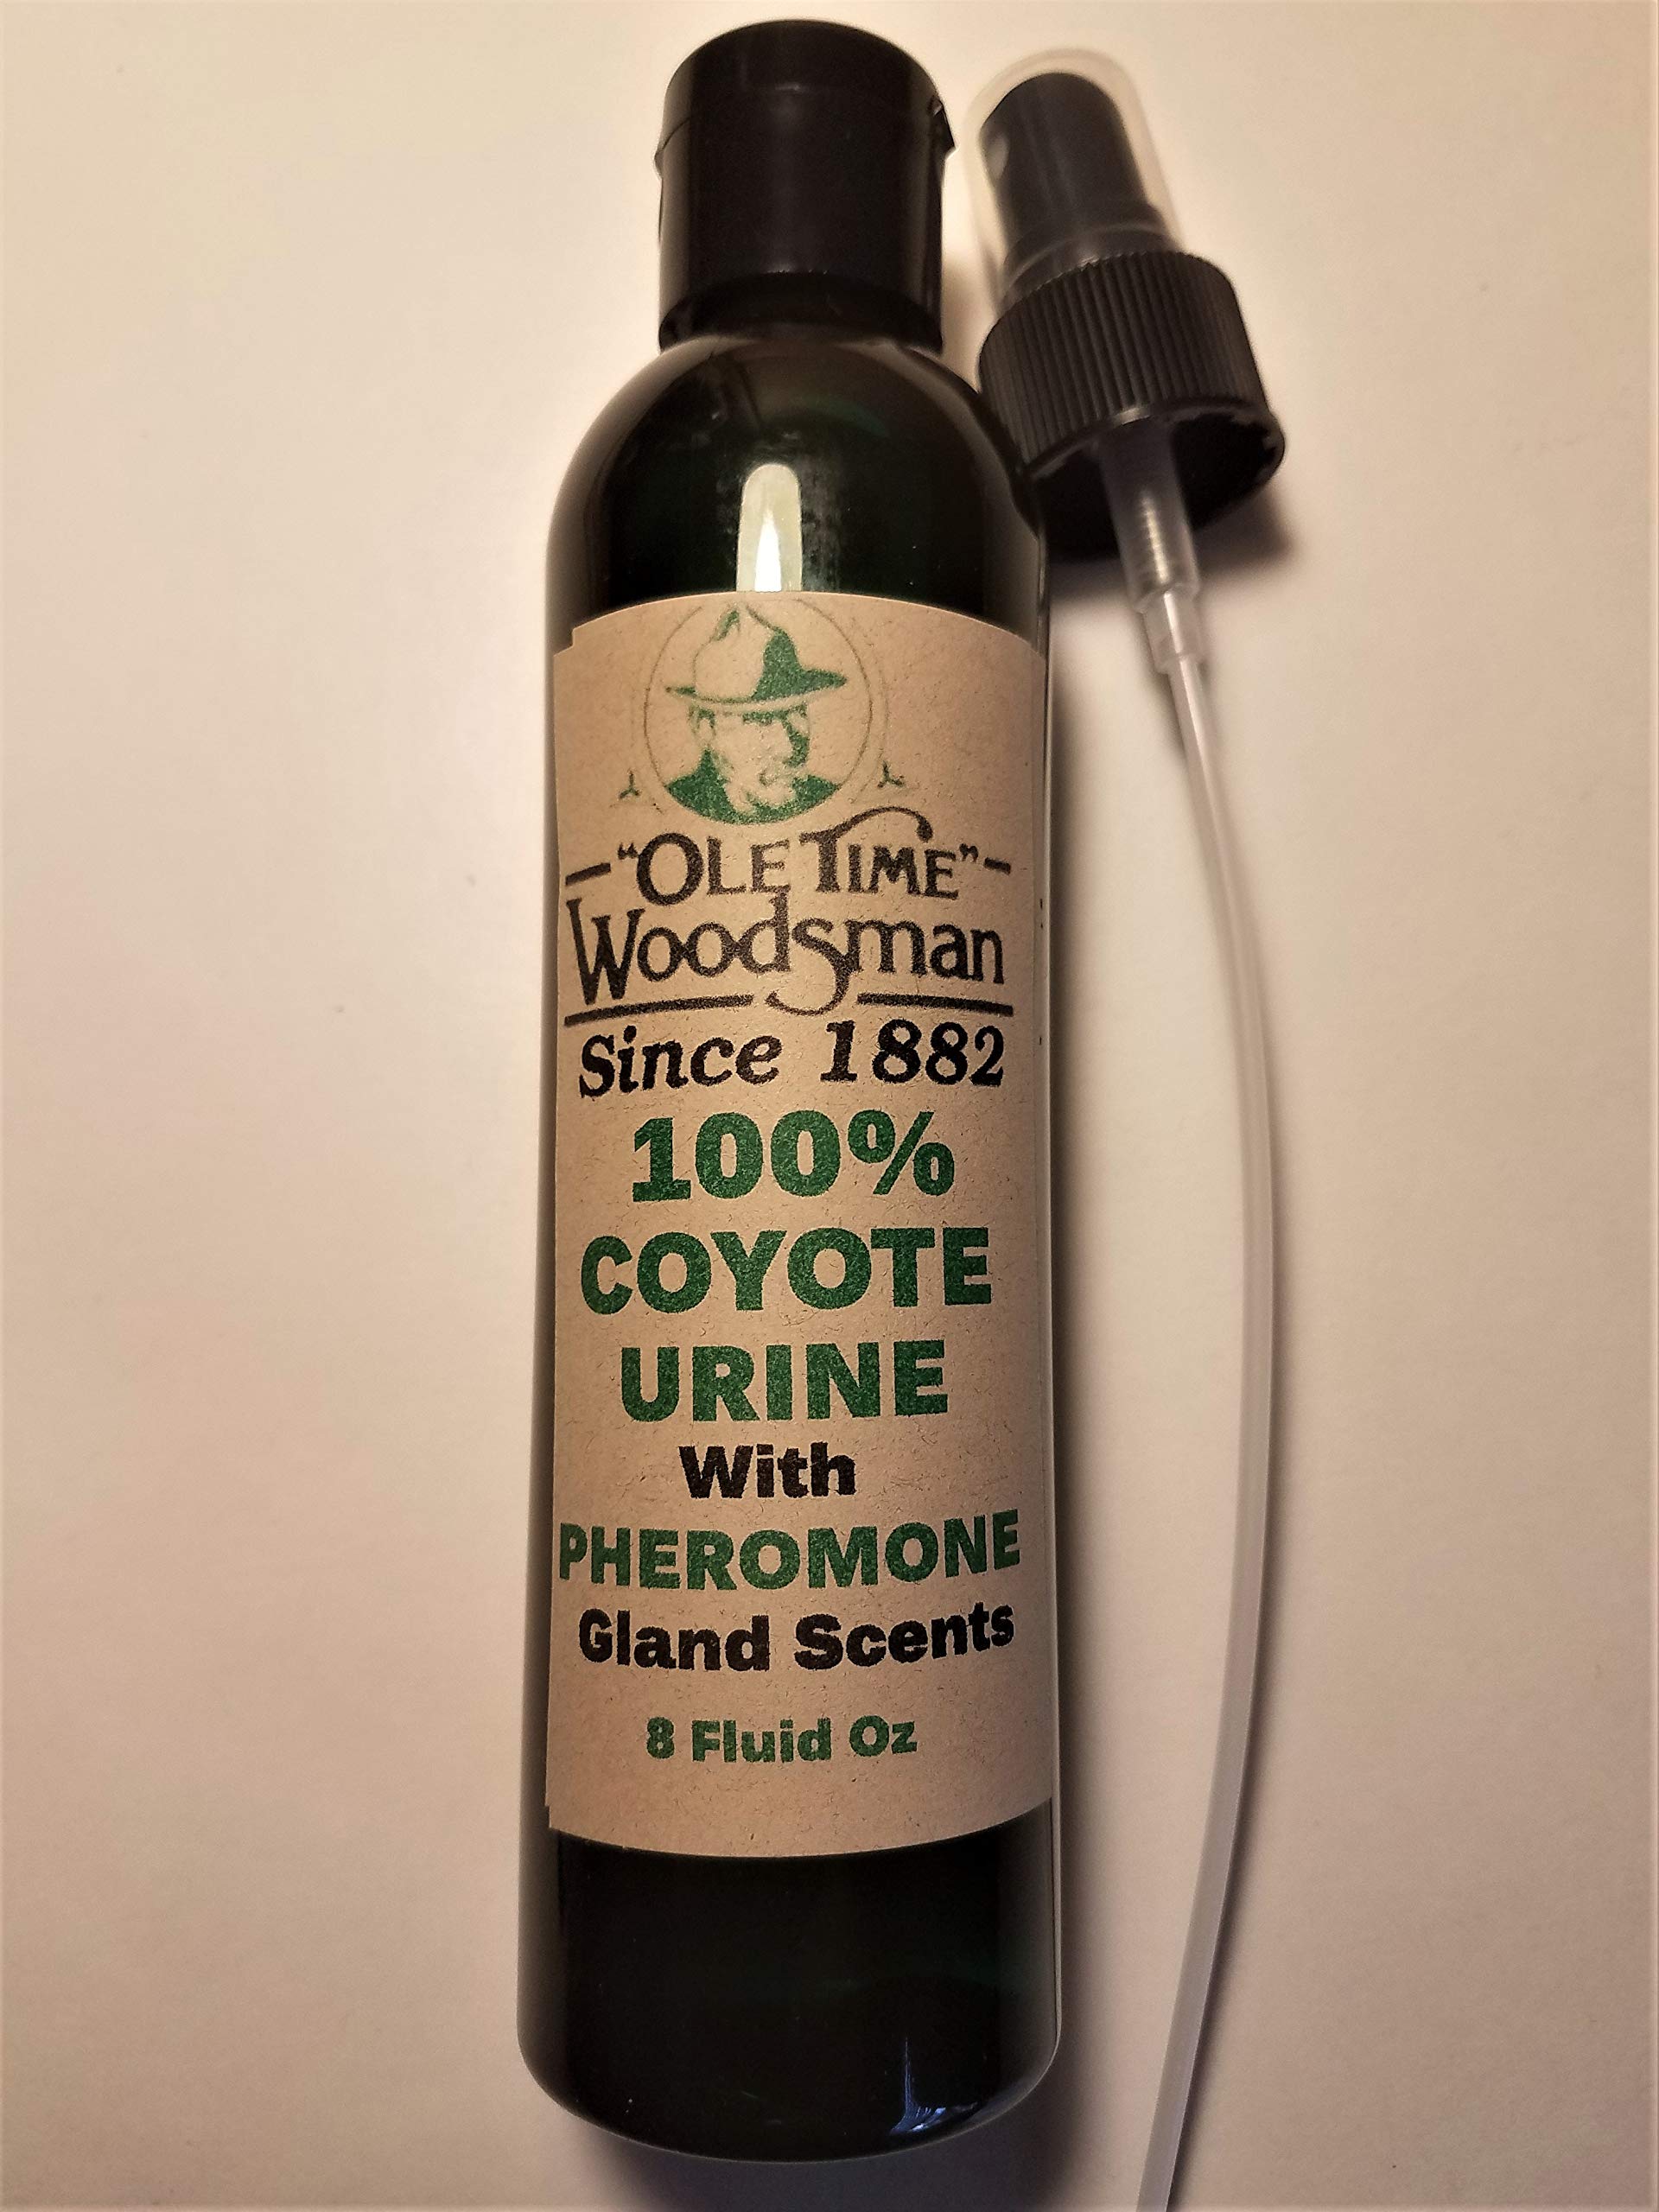 "OLE TIME"
Woodsman
Since 1882
100%
COYOTE
URINE
With
PHEROMONE
Gland Scents
8 Fluid Oz